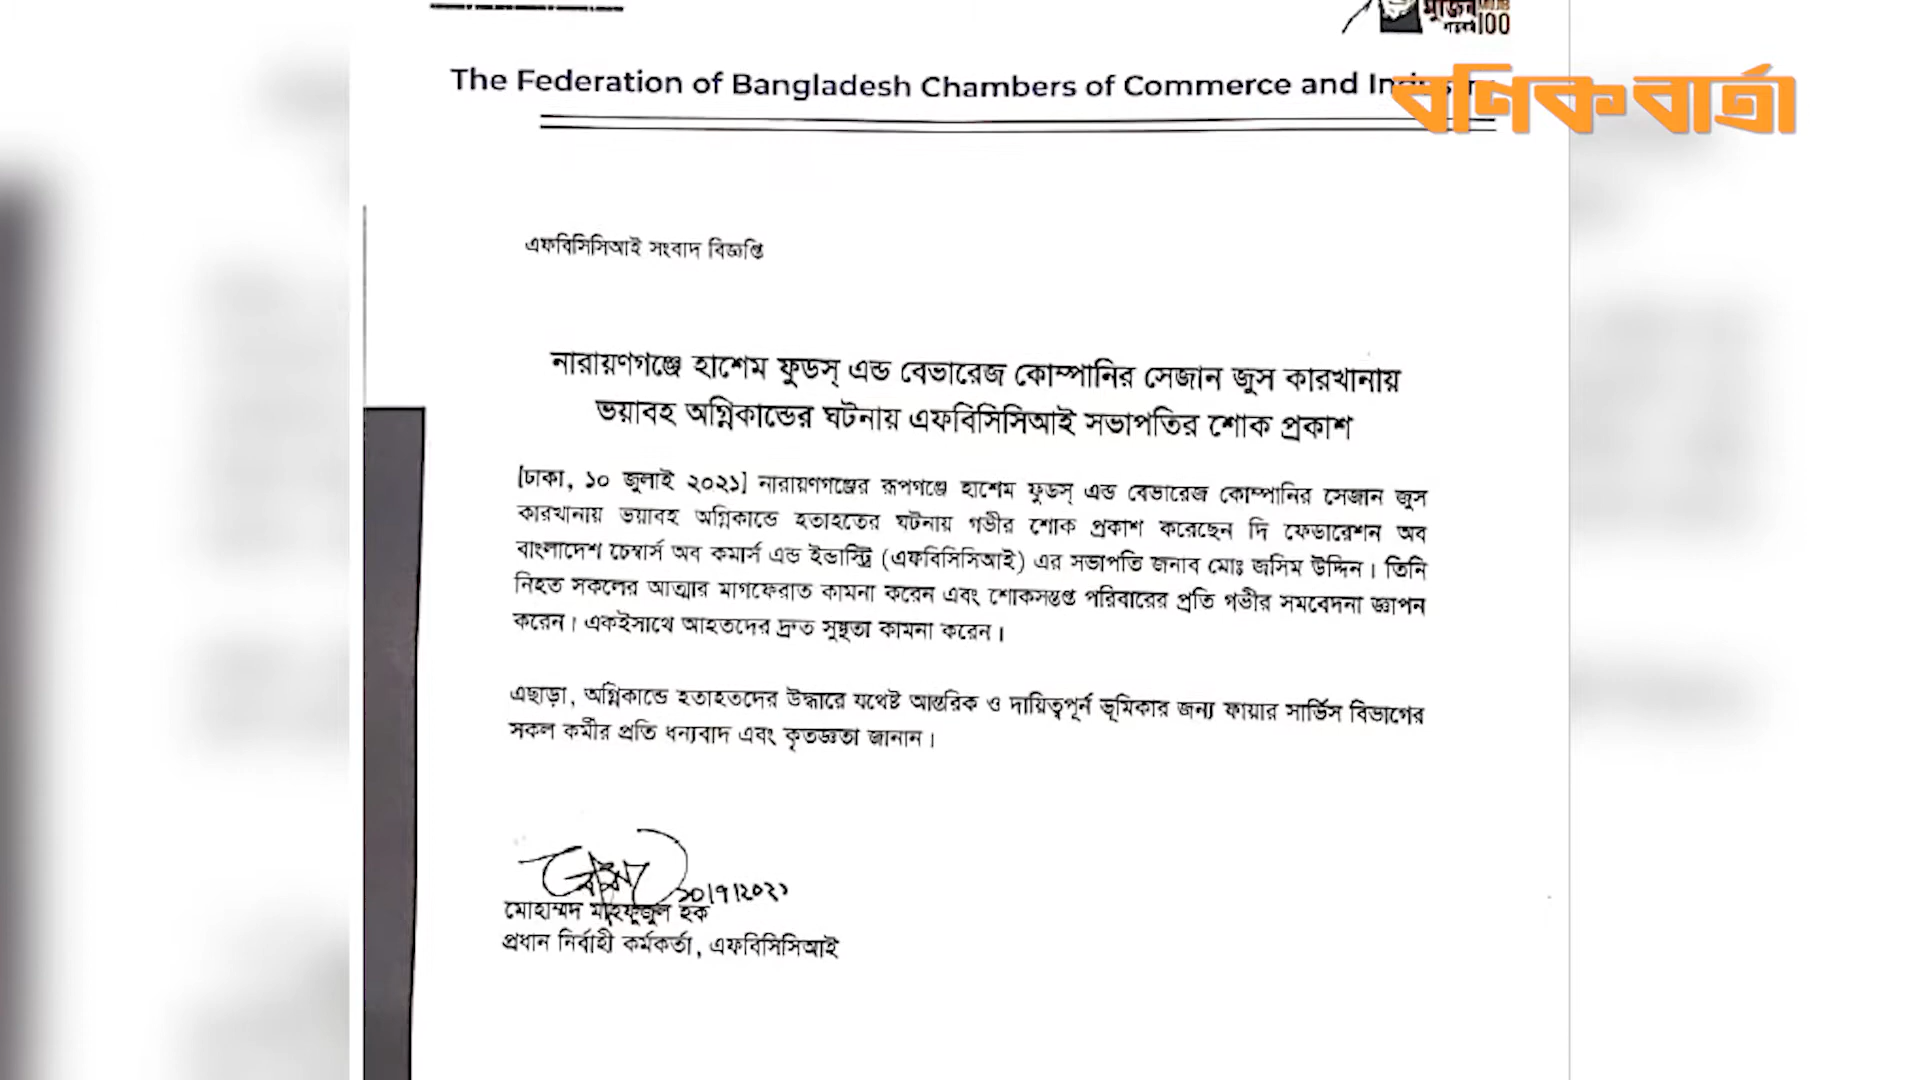 মুজিব
শতবর্ষ 100
The Federation of Bangladesh Chambers of Commerce and
বণিক বার্তা
এফবিসিসিআই সংবাদ বিজ্ঞপ্তি
নারায়ণগঞ্জে হাশেম ফুডস্ এন্ড বেভারেজ কোম্পানির সেজান জুস কারখানায়
ভয়াবহ অগ্নিকান্ডের ঘটনায় এফবিসিসিআই সভাপতির শোক প্রকাশ
[ঢাকা, ১০ জুলাই ২০২১] নারায়ণগঞ্জের রূপগঞ্জে হাশেম ফুডস্ এন্ড বেভারেজ কোম্পানির সেজান জুস
কারখানায় ভয়াবহ অগ্নিকান্ডে হতাহতের ঘটনায় গভীর শোক প্রকাশ করেছেন দি ফেডারেশন অব
বাংলাদেশ চেম্বার্স অব কমার্স এন্ড ইন্ডাস্ট্রি (এফবিসিসিআই) এর সভাপতি জনাব মোঃ জসিম উদ্দিন। তিনি
নিহত সকলের আত্মার মাগফেরাত কামনা করেন এবং শোকসন্তপ্ত পরিবারের প্রতি গভীর সমবেদনা জ্ঞাপন
করেন। একইসাথে আহতদের দ্রুত সুস্থতা কামনা করেন।
এছাড়া, অগ্নিকান্ডে হতাহতদের উদ্ধারে যথেষ্ট আন্তরিক ও দায়িত্বপূর্ন ভূমিকার জন্য ফায়ার সার্ভিস বিভাগের
সকল কর্মীর প্রতি ধন্যবাদ এবং কৃতজ্ঞতা জানান।
১০/৭/২০২১
মোহাম্মদ মাহফুজুল হক
প্রধান নির্বাহী কর্মকর্তা, এফবিসিসিআই